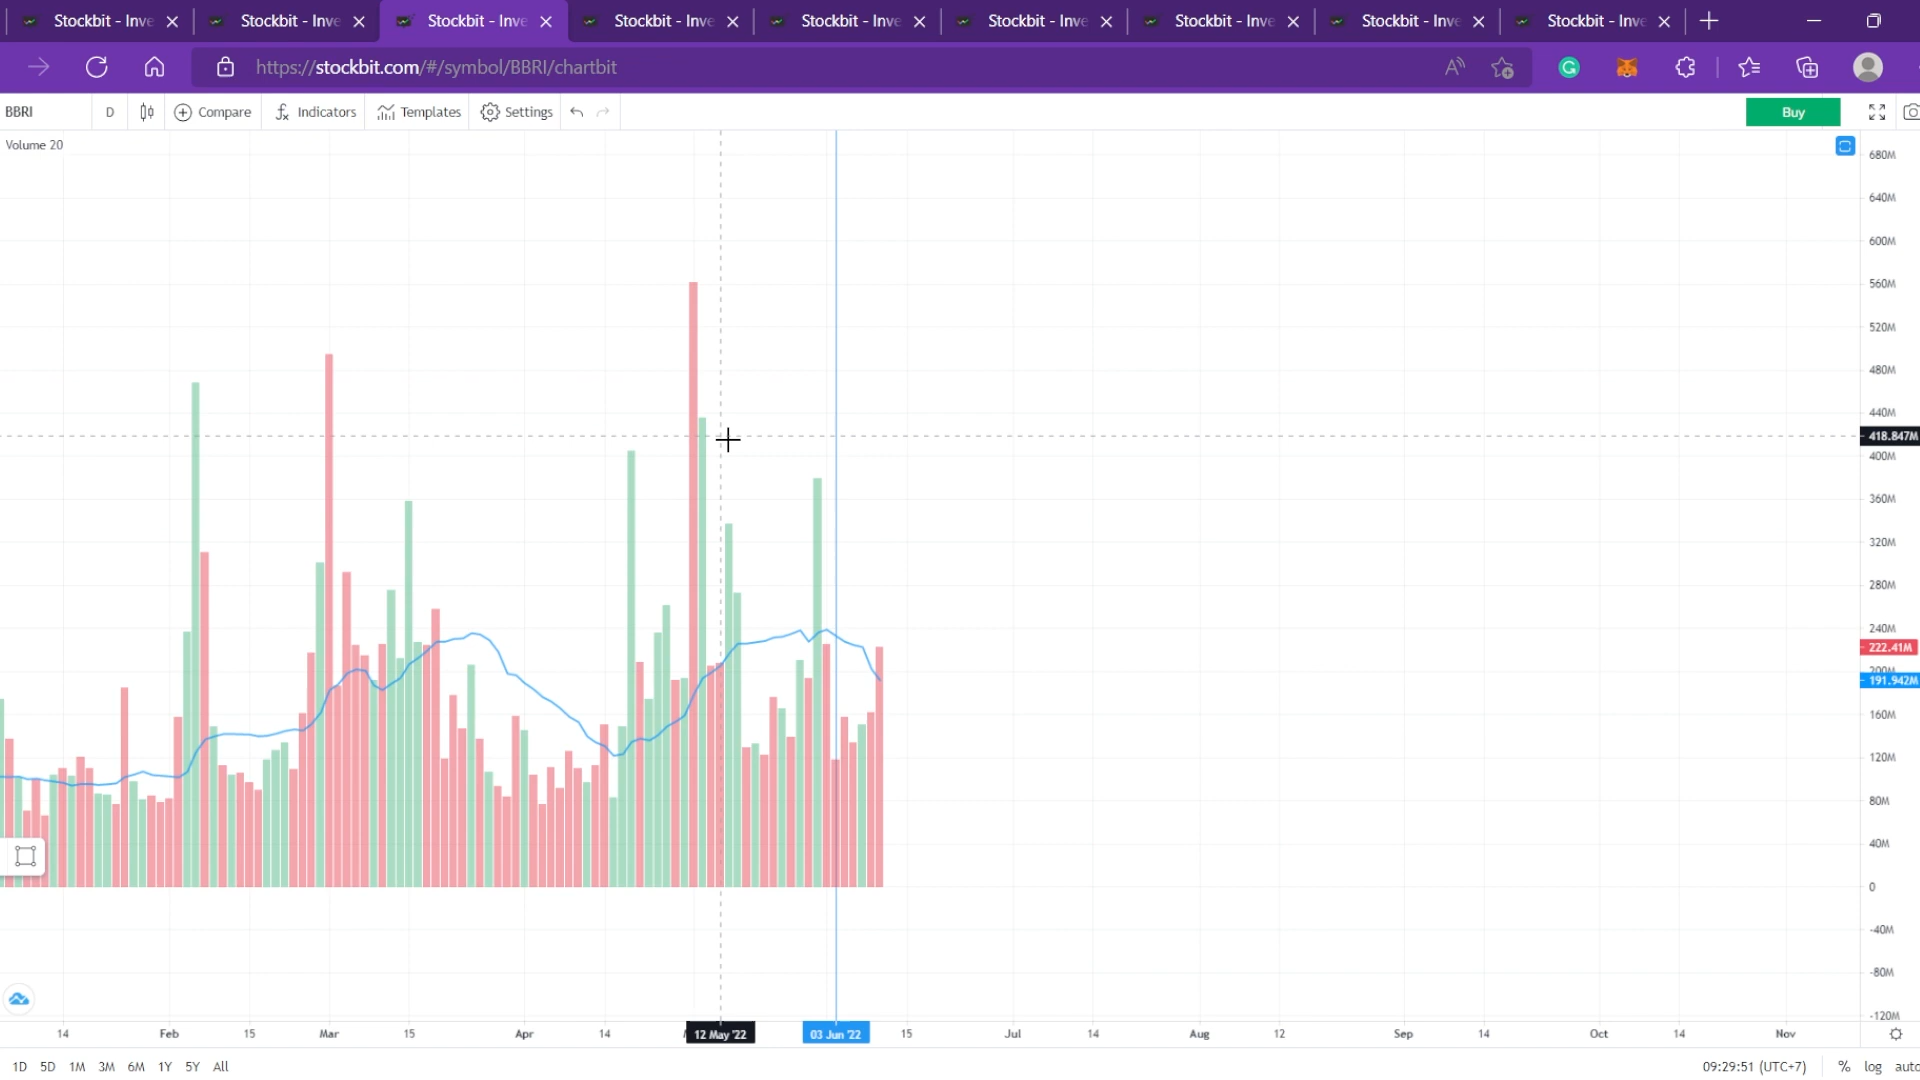 Stockbit - Inve Stockbit - Inve Stockbit - Inve Stockbit - Inve Stockbit - Inve Stockbit - Inve Stockbit - Inve Stockbit - Inve Stockbit - Inve
https://stockbit.com/#/symbol/BBRI/chartbit
BBRI D Compare Indicators Templates Settings Buy
Volume 20
680M
640M
600M
560M
520M
480M
440M
418.847M
400M
360M
320M
280M
240M
222.41M
200M
191.942M
160M
120M
80M
40M
0
-40M
-80M
-120M
14 Feb 15 Mar 15 Apr 14 12 May '22 03 Jun '22 15 Jul 14 Aug 12 Sep 14 Oct 14 Nov
1D 5D 1M 3M 6M 1Y 5Y All 09:29:51 (UTC+7) % log auto